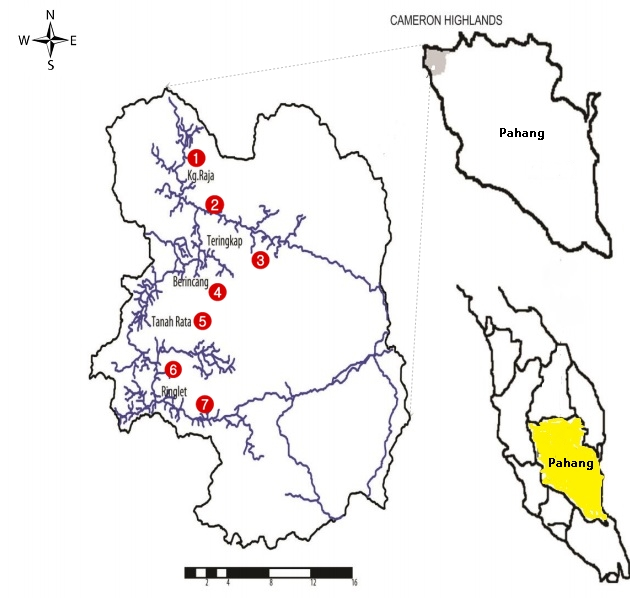 N
W E
S
CAMERON HIGHLANDS
Pahang
1
Kg.Raja
2
Teringkap
3
Berincang
4
Tanah Rata 5
6
Ringlet
7
Pahang
2 4 8 12 16